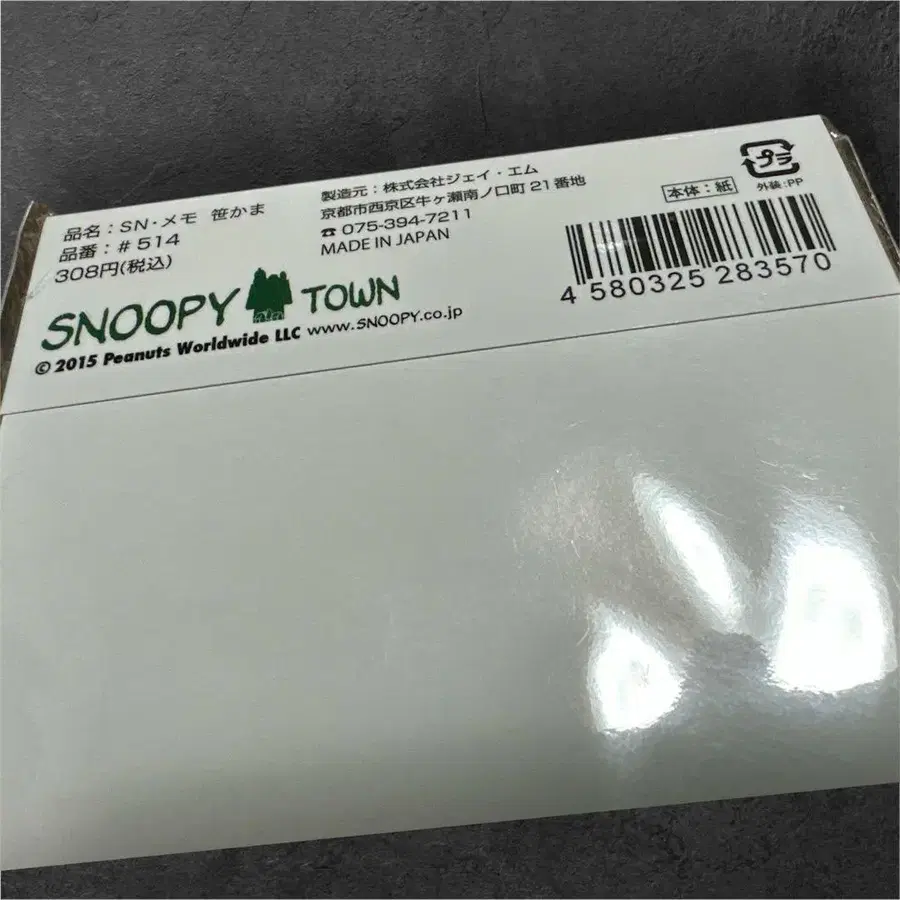 品名：SN・メモ 笹かま
品番：＃514
308円(税込)
製造元：株式会社ジェイ・エム
京都市西京区牛ヶ瀬南ノ口町21番地
☎ 075-394-7211
MADE IN JAPAN
本体：紙
プラ
外装：PP
4 580325 283570
SNOOPY TOWN
© 2015 Peanuts Worldwide LLC www.SNOOPY.co.jp